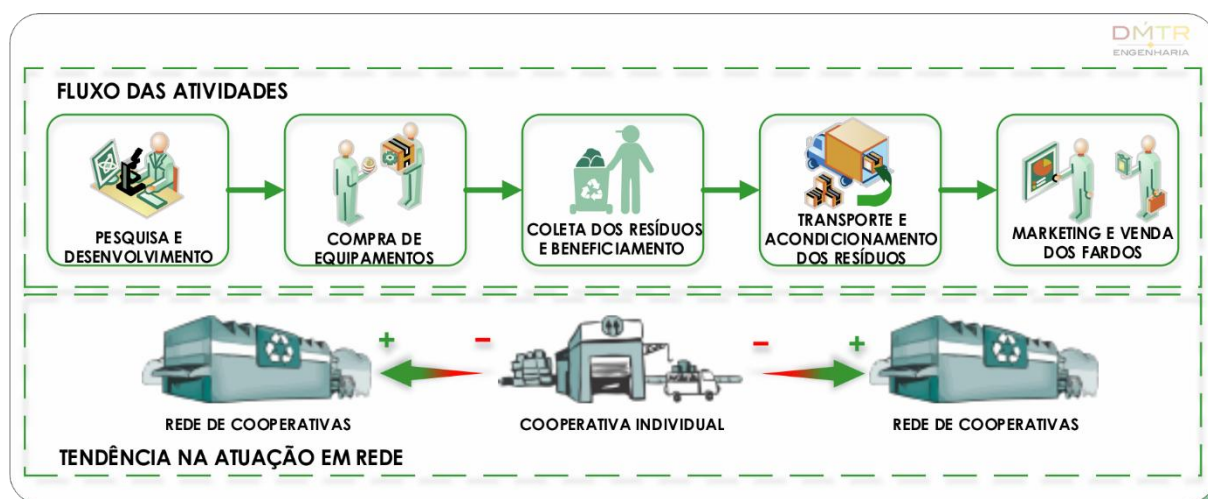 DMTR
ENGENHARIA
FLUXO DAS ATIVIDADES
PESQUISA E
DESENVOLVIMENTO
COMPRA DE
EQUIPAMENTOS
COLETA DOS RESÍDUOS
E BENEFICIAMENTO
TRANSPORTE E
ACONDICIONAMENTO
DOS RESÍDUOS
MARKETING E VENDA
DOS FARDOS
+ − − +
REDE DE COOPERATIVAS
COOPERATIVA INDIVIDUAL
REDE DE COOPERATIVAS
TENDÊNCIA NA ATUAÇÃO EM REDE